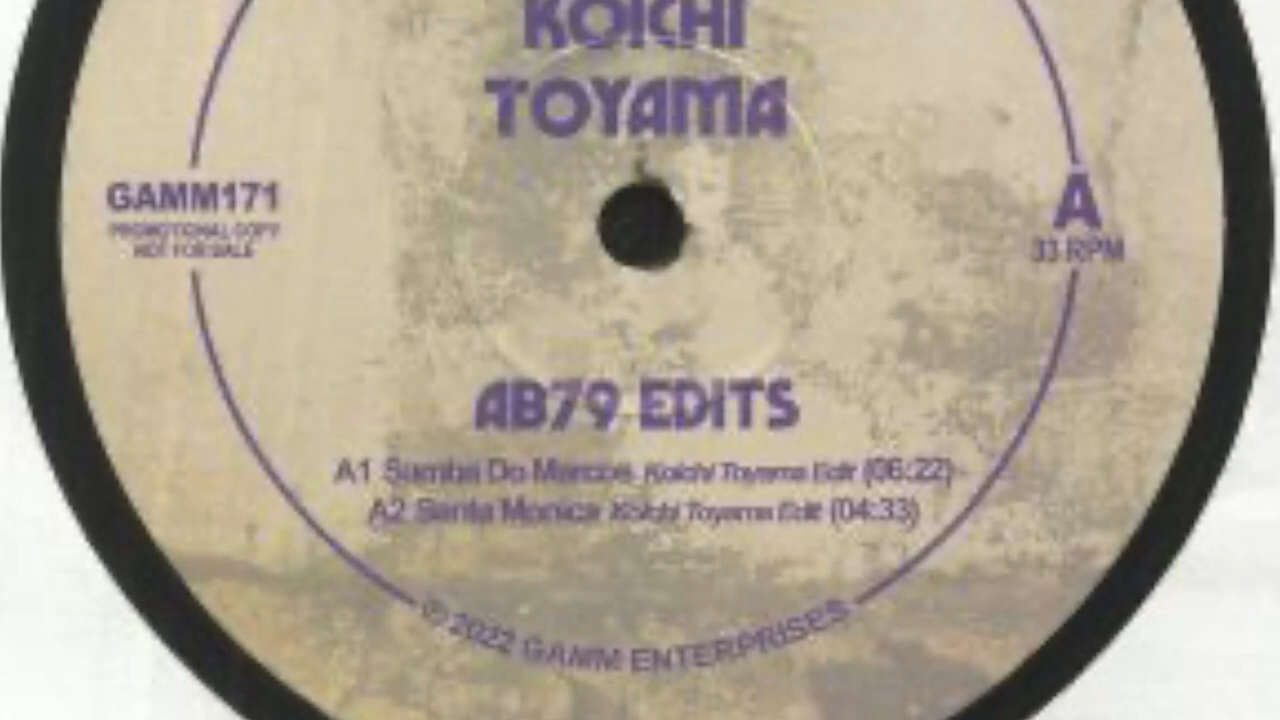 KOICHI
TOYAMA
GAMM171
PROMOTIONAL COPY
NOT FOR SALE
A
33 RPM
AB79 EDITS
A1 Samba Do Marcos Koichi Toyama Edit (06:22)
A2 Santa Monica Koichi Toyama Edit (04:33)
© 2022 GAMM ENTERPRISES